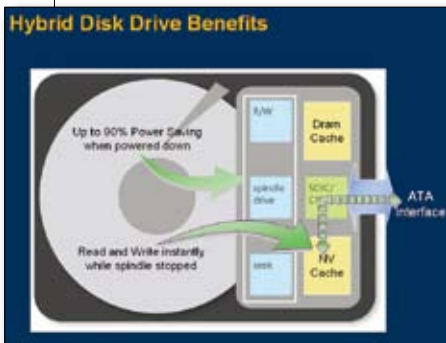 Hybrid Disk Drive Benefits
Up to 90% Power Saving
when powered down
R/W
Dram
Cache
spindle
drive
SOIC/
ATA
Interface
Read and Write instantly
while spindle stopped
seek
NV
Cache